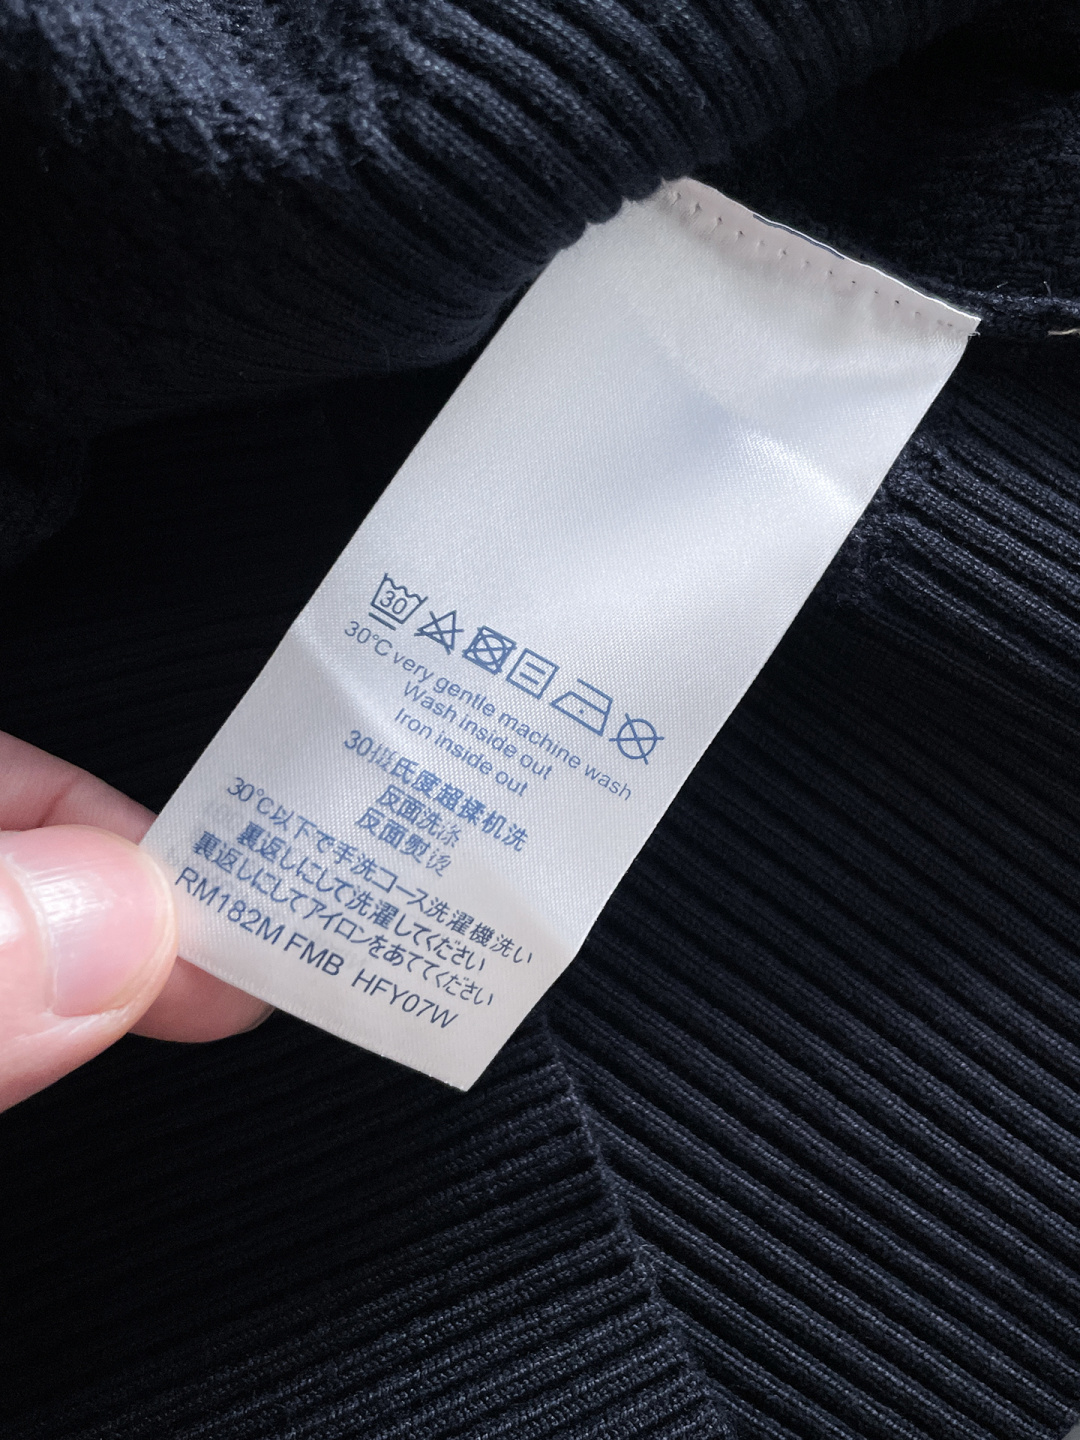 30
30°C very gentle machine wash
Wash inside out
Iron inside out
30摄氏度超揉机洗
反面洗涤
反面熨烫
30℃以下で手洗コース洗濯機洗い
裏返しにして洗濯してください
裏返しにしてアイロンをあててください
RM182M FMB HFY07W